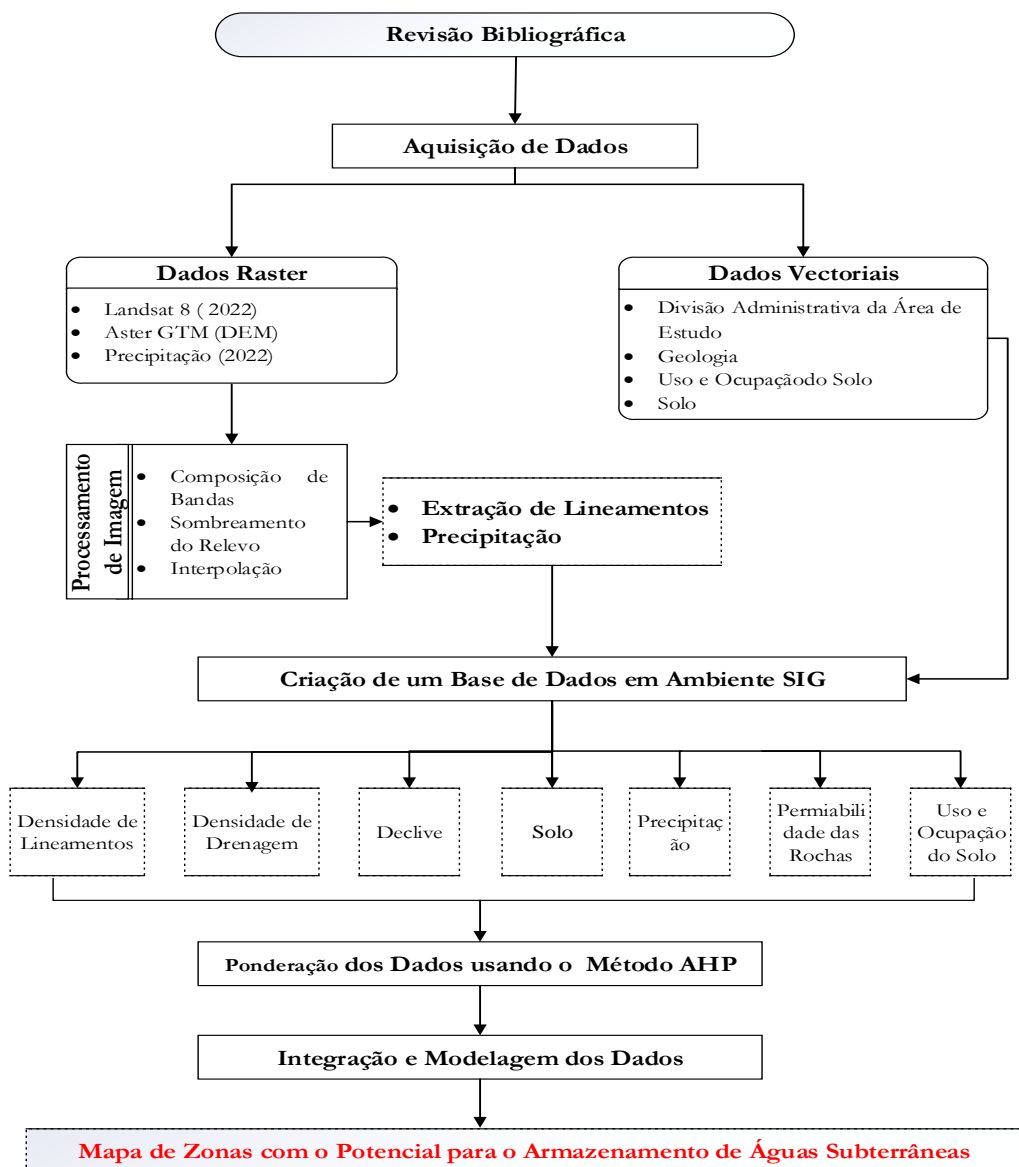 Revisão Bibliográfica
Aquisição de Dados
Dados Raster
• Landsat 8 ( 2022)
• Aster GTM (DEM)
• Precipitação (2022)
Dados Vectoriais
• Divisão Administrativa da Área de
Estudo
• Geologia
• Uso e Ocupaçãodo Solo
• Solo
Processamento
de Imagem
• Composição de
Bandas
• Sombreamento
do Relevo
• Interpolação
• Extração de Lineamentos
• Precipitação
Criação de um Base de Dados em Ambiente SIG
Densidade de
Lineamentos
Densidade de
Drenagem
Declive
Solo
Precipitaç
ão
Permiabili
dade das
Rochas
Uso e
Ocupação
do Solo
Ponderação dos Dados usando o Método AHP
Integração e Modelagem dos Dados
Mapa de Zonas com o Potencial para o Armazenamento de Águas Subterrâneas